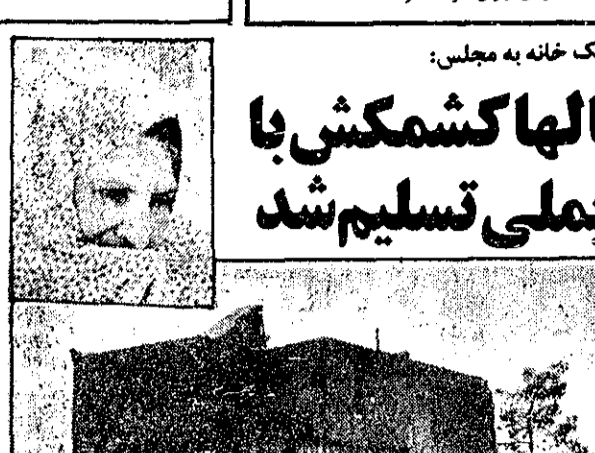 ک خانه به مجلس:
الها کشمکش با
ملی تسلیم شد